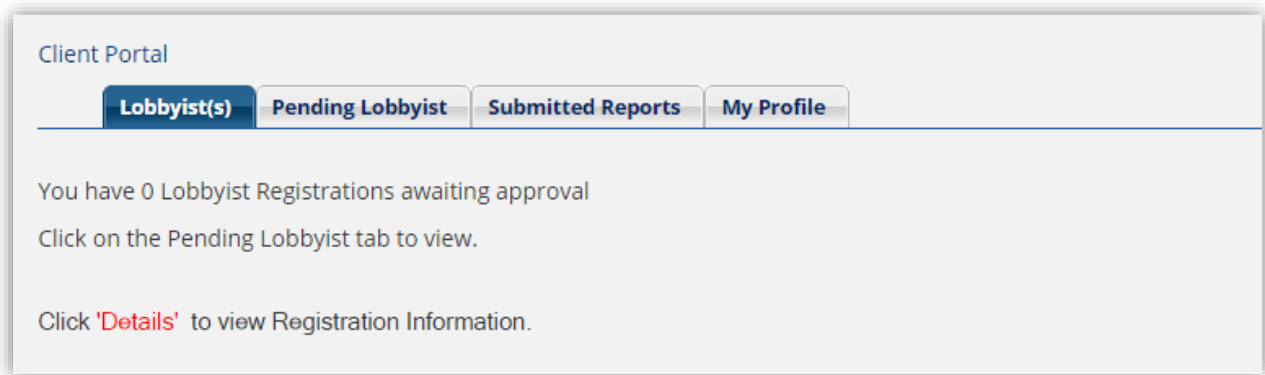 Client Portal
Lobbyist(s) Pending Lobbyist Submitted Reports My Profile
You have 0 Lobbyist Registrations awaiting approval
Click on the Pending Lobbyist tab to view.
Click 'Details' to view Registration Information.